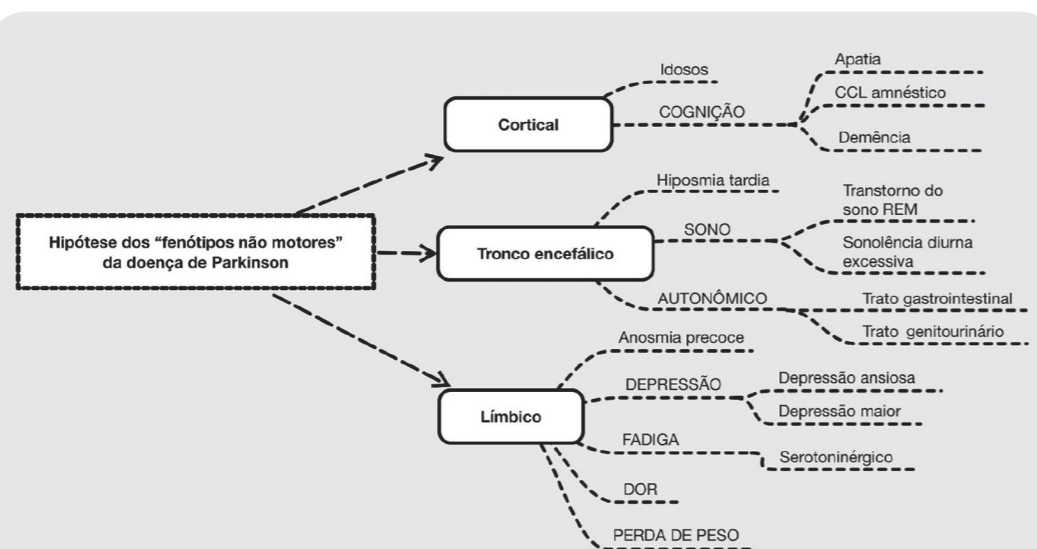 Hipótese dos “fenótipos não motores”
da doença de Parkinson
Cortical
Idosos
COGNIÇÃO
Apatia
CCL amnéstico
Demência
Tronco encefálico
Hiposmia tardia
SONO
Transtorno do
sono REM
Sonolência diurna
excessiva
AUTONÔMICO
Trato gastrointestinal
Trato genitourinário
Límbico
Anosmia precoce
DEPRESSÃO
Depressão ansiosa
Depressão maior
FADIGA
Serotoninérgico
DOR
PERDA DE PESO